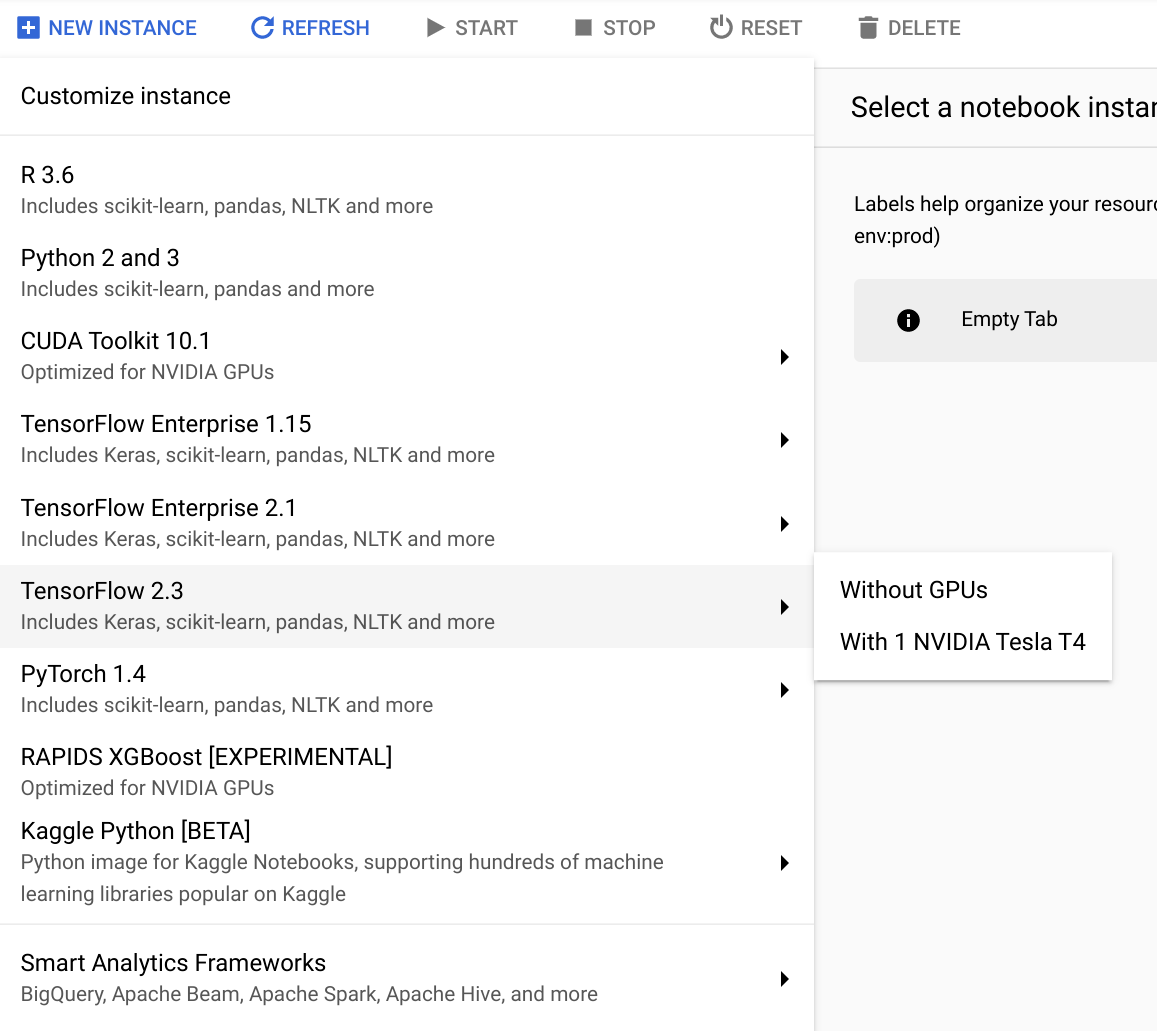 NEW INSTANCE REFRESH START STOP RESET DELETE
Customize instance
Select a notebook instan
R 3.6
Includes scikit-learn, pandas, NLTK and more
Labels help organize your resourc
env:prod)
Python 2 and 3
Includes scikit-learn, pandas and more
Empty Tab
CUDA Toolkit 10.1
Optimized for NVIDIA GPUs
TensorFlow Enterprise 1.15
Includes Keras, scikit-learn, pandas, NLTK and more
TensorFlow Enterprise 2.1
Includes Keras, scikit-learn, pandas, NLTK and more
TensorFlow 2.3
Includes Keras, scikit-learn, pandas, NLTK and more
Without GPUs
With 1 NVIDIA Tesla T4
PyTorch 1.4
Includes scikit-learn, pandas, NLTK and more
RAPIDS XGBoost [EXPERIMENTAL]
Optimized for NVIDIA GPUs
Kaggle Python [BETA]
Python image for Kaggle Notebooks, supporting hundreds of machine
learning libraries popular on Kaggle
Smart Analytics Frameworks
BigQuery, Apache Beam, Apache Spark, Apache Hive, and more